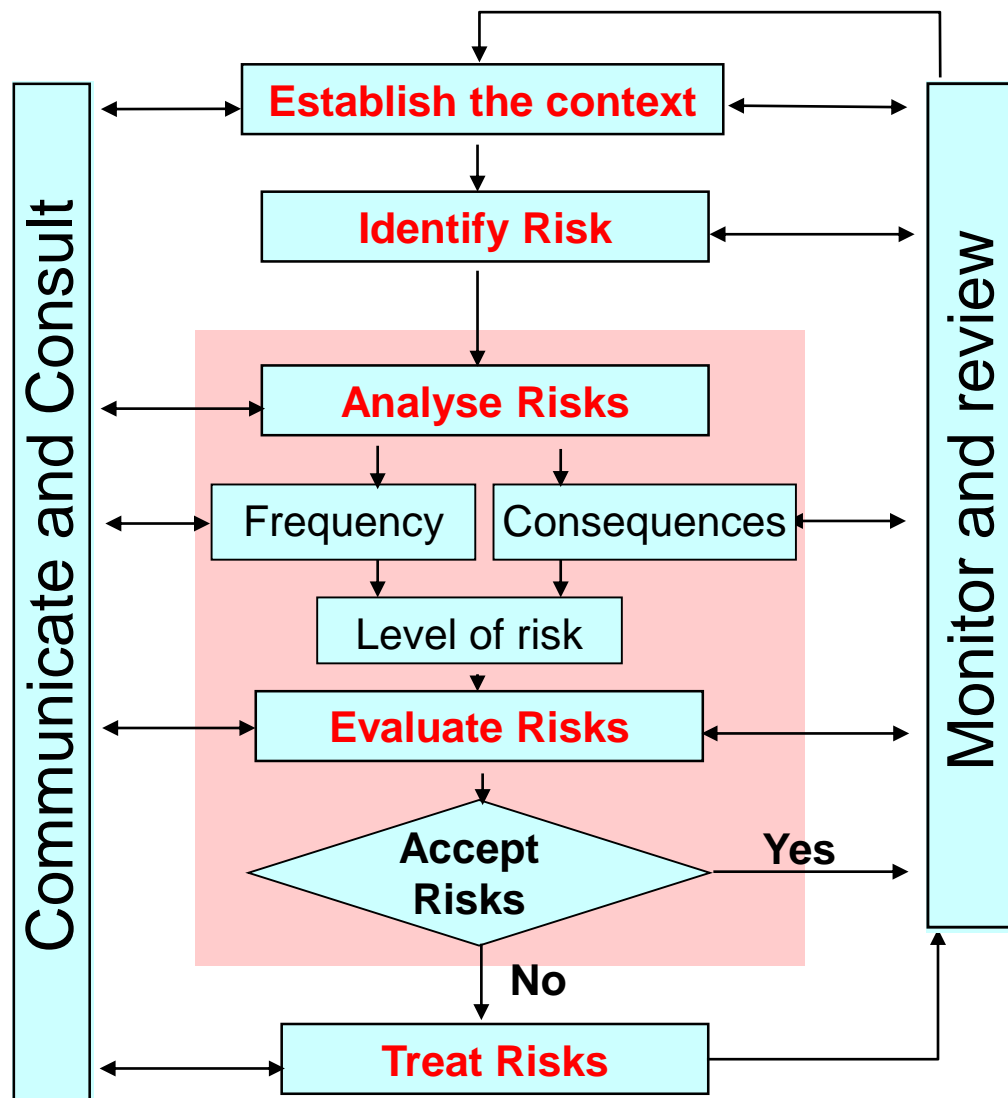 Establish the context
Identify Risk
Communicate and Consult
Monitor and review
Analyse Risks
Frequency
Consequences
Level of risk
Evaluate Risks
Accept
Risks
Yes
No
Treat Risks